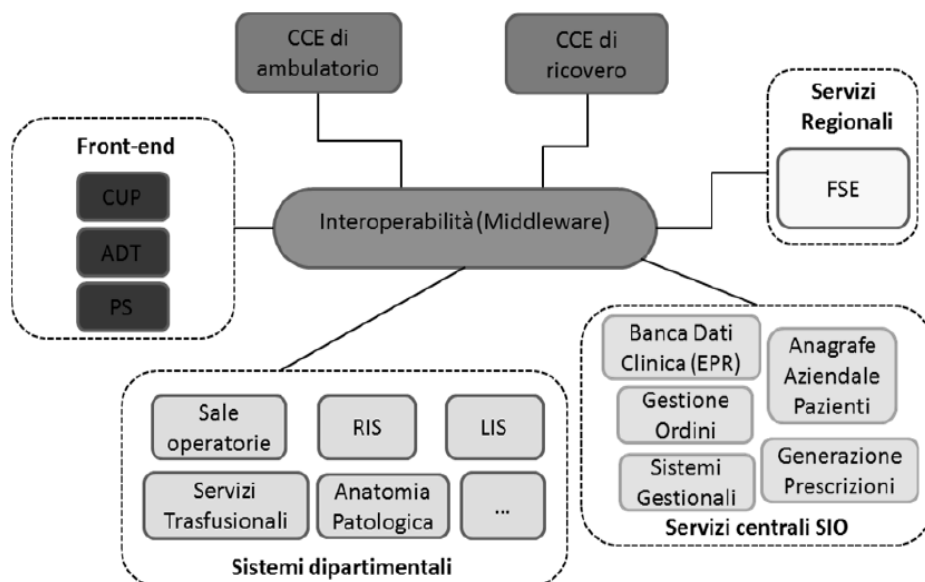 CCE di
ambulatorio
CCE di
ricovero
Servizi
Regionali
FSE
Front-end
CUP
ADT
PS
Interoperabilità (Middleware)
Banca Dati
Clinica (EPR)
Anagrafe
Aziendale
Pazienti
Gestione
Ordini
Sistemi
Gestionali
Generazione
Prescrizioni
Servizi centrali SIO
Sale
operatorie
RIS
LIS
Servizi
Trasfusionali
Anatomia
Patologica
...
Sistemi dipartimentali